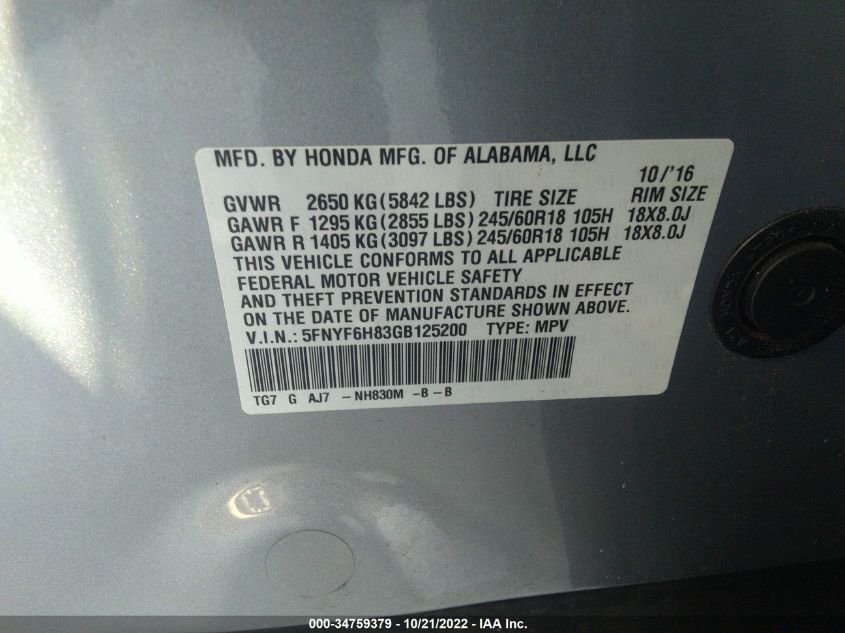 MFD. BY HONDA MFG. OF ALABAMA, LLC
10/'16
GVWR 2650 KG(5842 LBS) TIRE SIZE RIM SIZE
GAWR F 1295 KG(2855 LBS) 245/60R18 105H 18X8.0J
GAWR R 1405 KG(3097 LBS) 245/60R18 105H 18X8.0J
THIS VEHICLE CONFORMS TO ALL APPLICABLE
FEDERAL MOTOR VEHICLE SAFETY
AND THEFT PREVENTION STANDARDS IN EFFECT
ON THE DATE OF MANUFACTURE SHOWN ABOVE.
V.I.N.: 5FNYF6H83GB125200 TYPE: MPV
TG7 G AJ7 -NH830M -B-B
HONDA
000-34759379 - 10/21/2022 - IAA Inc.